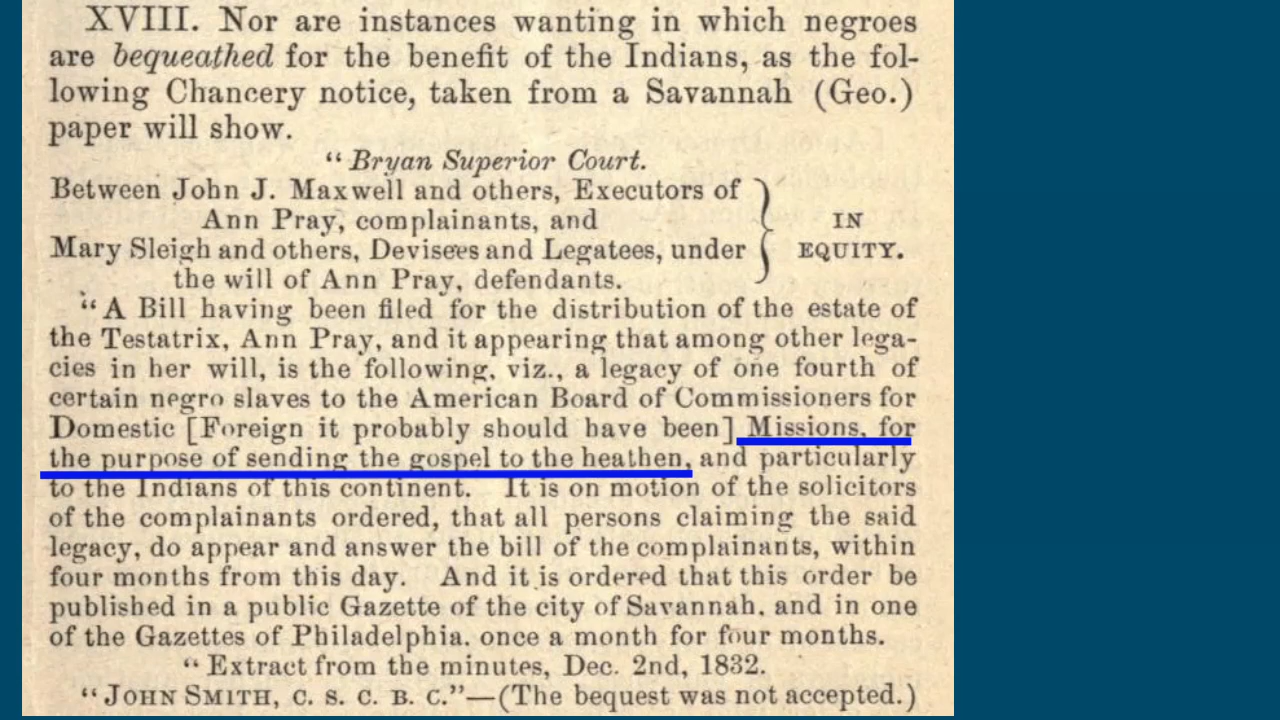 XVIII. Nor are instances wanting in which negroes
are bequeathed for the benefit of the Indians, as the fol-
lowing Chancery notice, taken from a Savannah (Geo.)
paper will show.
“ Bryan Superior Court.
Between John J. Maxwell and others, Executors of
Ann Pray, complainants, and
Mary Sleigh and others, Devisees and Legatees, under
the will of Ann Pray, defendants.
IN
EQUITY.
“ A Bill having been filed for the distribution of the estate of
the Testatrix, Ann Pray, and it appearing that among other lega-
cies in her will, is the following, viz., a legacy of one fourth of
certain negro slaves to the American Board of Commissioners for
Domestic [Foreign it probably should have been] Missions, for
the purpose of sending the gospel to the heathen, and particularly
to the Indians of this continent. It is on motion of the solicitors
of the complainants ordered, that all persons claiming the said
legacy, do appear and answer the bill of the complainants, within
four months from this day. And it is ordered that this order be
published in a public Gazette of the city of Savannah, and in one
of the Gazettes of Philadelphia, once a month for four months.
“ Extract from the minutes, Dec. 2nd, 1832.
“ JOHN SMITH, C. S. C. B. C.”—(The bequest was not accepted.)